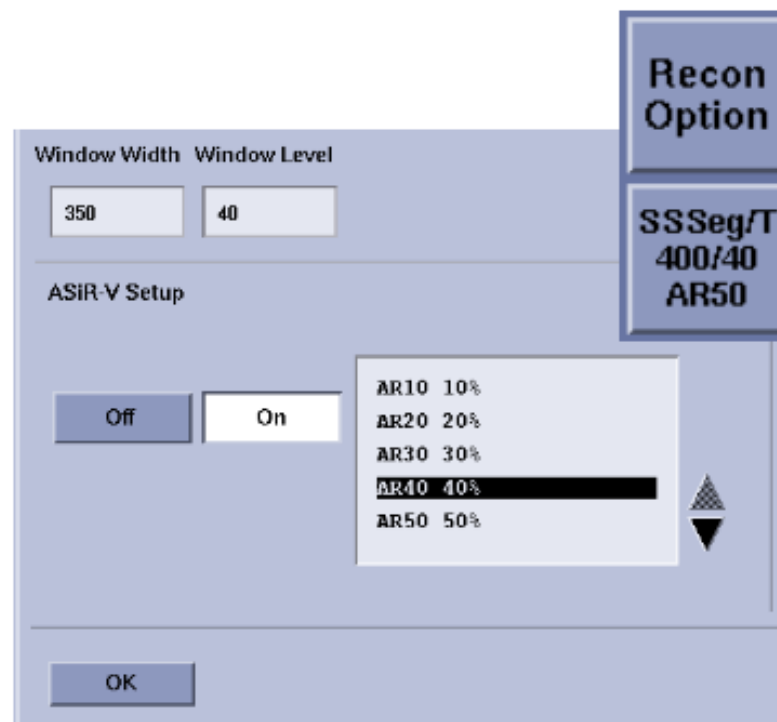 Recon
Option
Window Width Window Level
350 40
SSSeg/T
400/40
AR50
ASiR-V Setup
Off On
AR10 10%
AR20 20%
AR30 30%
AR40 40%
AR50 50%
OK